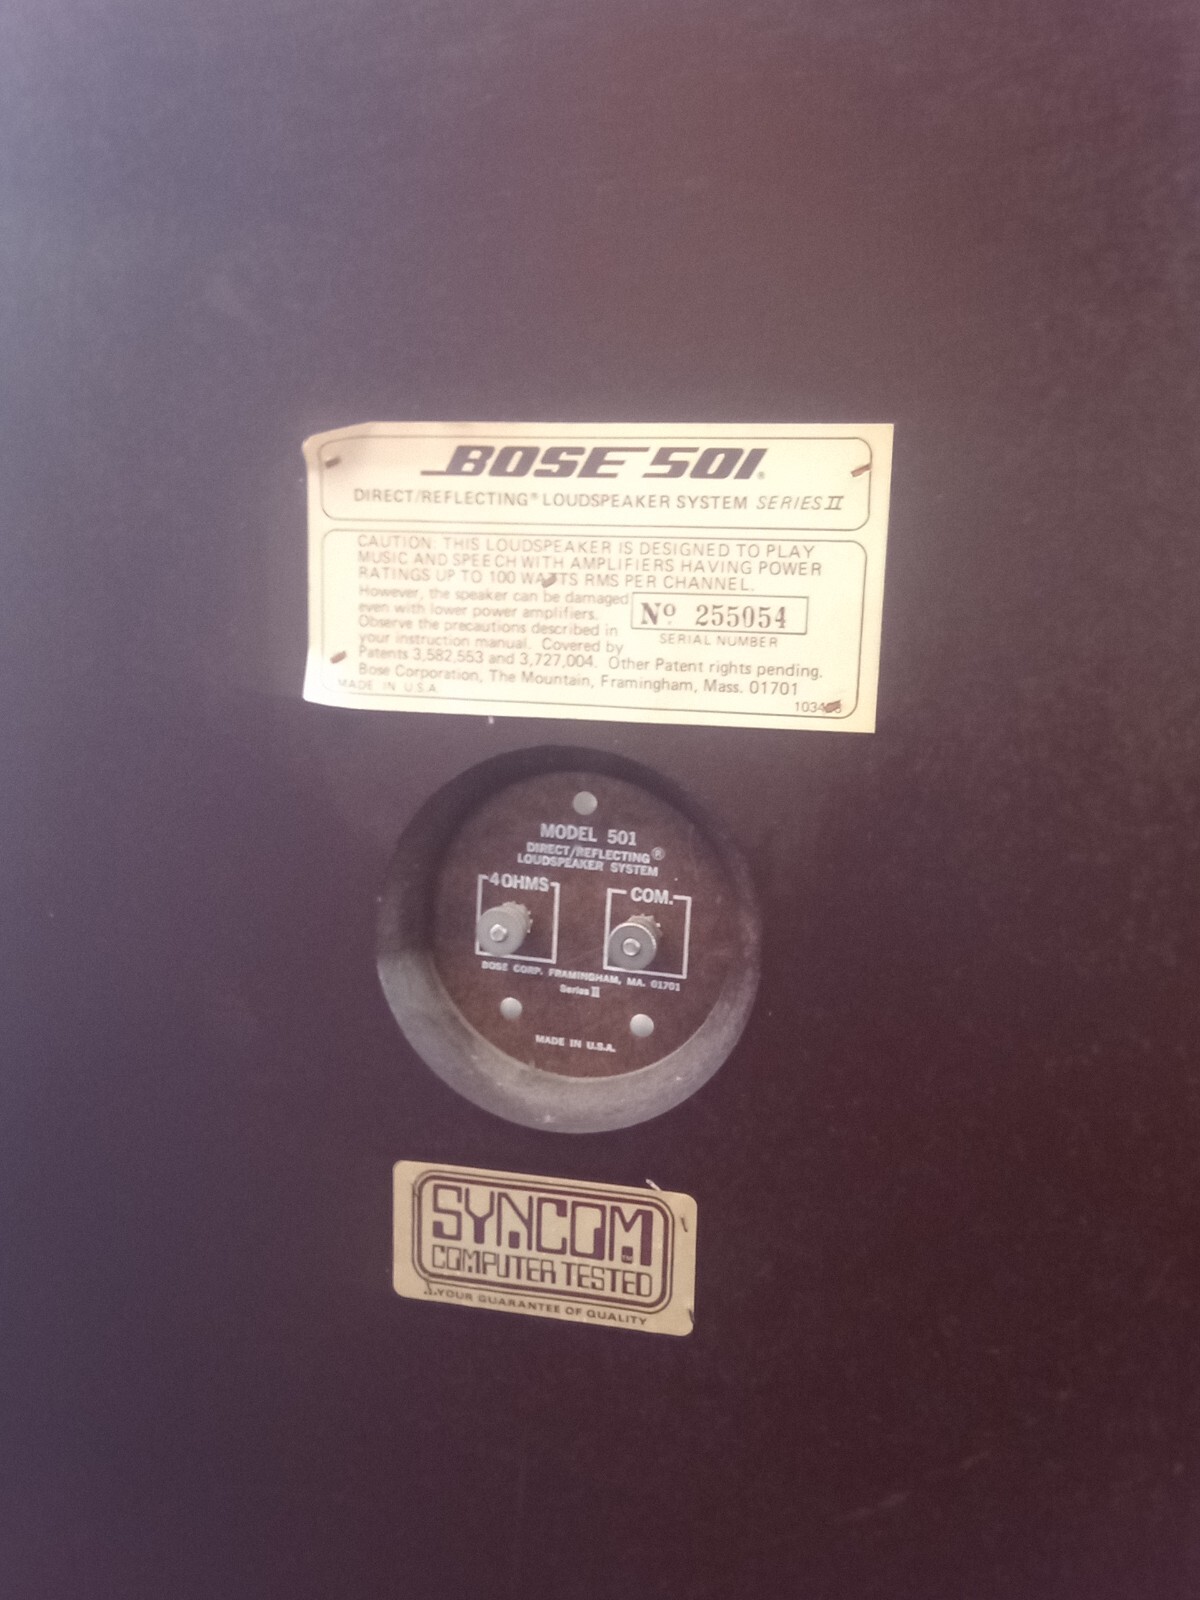 BOSE 501®
DIRECT/REFLECTING® LOUDSPEAKER SYSTEM SERIES II
CAUTION: THIS LOUDSPEAKER IS DESIGNED TO PLAY
MUSIC AND SPEECH WITH AMPLIFIERS HAVING POWER
RATINGS UP TO 100 WATTS RMS PER CHANNEL.
However, the speaker can be damaged
even with lower power amplifiers.
Observe the precautions described in
your instruction manual. Covered by
Patents 3,582,553 and 3,727,004. Other Patent rights pending.
Bose Corporation, The Mountain, Framingham, Mass. 01701
MADE IN U.S.A.
Nº 255054
SERIAL NUMBER
MODEL 501
DIRECT/REFLECTING®
LOUDSPEAKER SYSTEM
4 OHMS
COM.
BOSE CORP. FRAMINGHAM, MA. 01701
Series II
MADE IN U.S.A.
SYNCOM™
COMPUTER TESTED
...YOUR GUARANTEE OF QUALITY